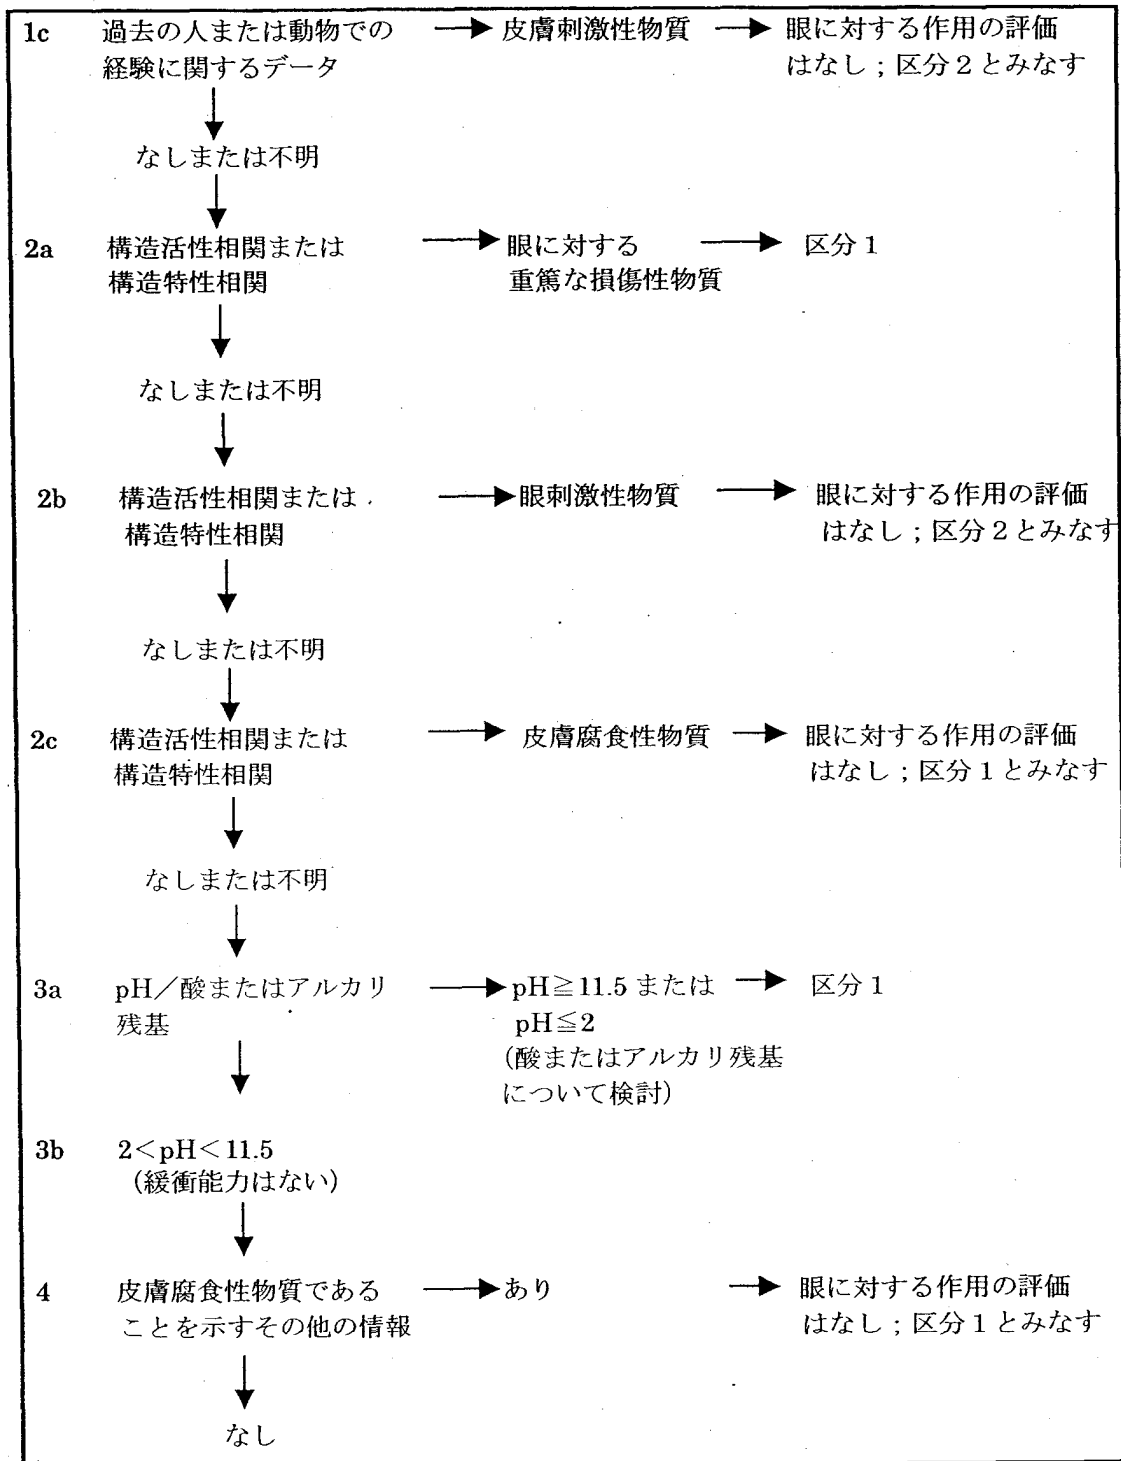 1c 過去の人または動物での → 皮膚刺激性物質 → 眼に対する作用の評価
経験に関するデータ はなし；区分２とみなす
なしまたは不明
2a 構造活性相関または → 眼に対する → 区分１
構造特性相関 重篤な損傷性物質
なしまたは不明
2b 構造活性相関または → 眼刺激性物質 → 眼に対する作用の評価
構造特性相関 はなし；区分２とみなす
なしまたは不明
2c 構造活性相関または → 皮膚腐食性物質 → 眼に対する作用の評価
構造特性相関 はなし；区分１とみなす
なしまたは不明
3a pH／酸またはアルカリ → pH≧11.5 または → 区分１
残基 pH≦2
(酸またはアルカリ残基
について検討)
3b 2＜pH＜11.5
(緩衝能力はない)
4 皮膚腐食性物質である → あり → 眼に対する作用の評価
ことを示すその他の情報 はなし；区分１とみなす
なし